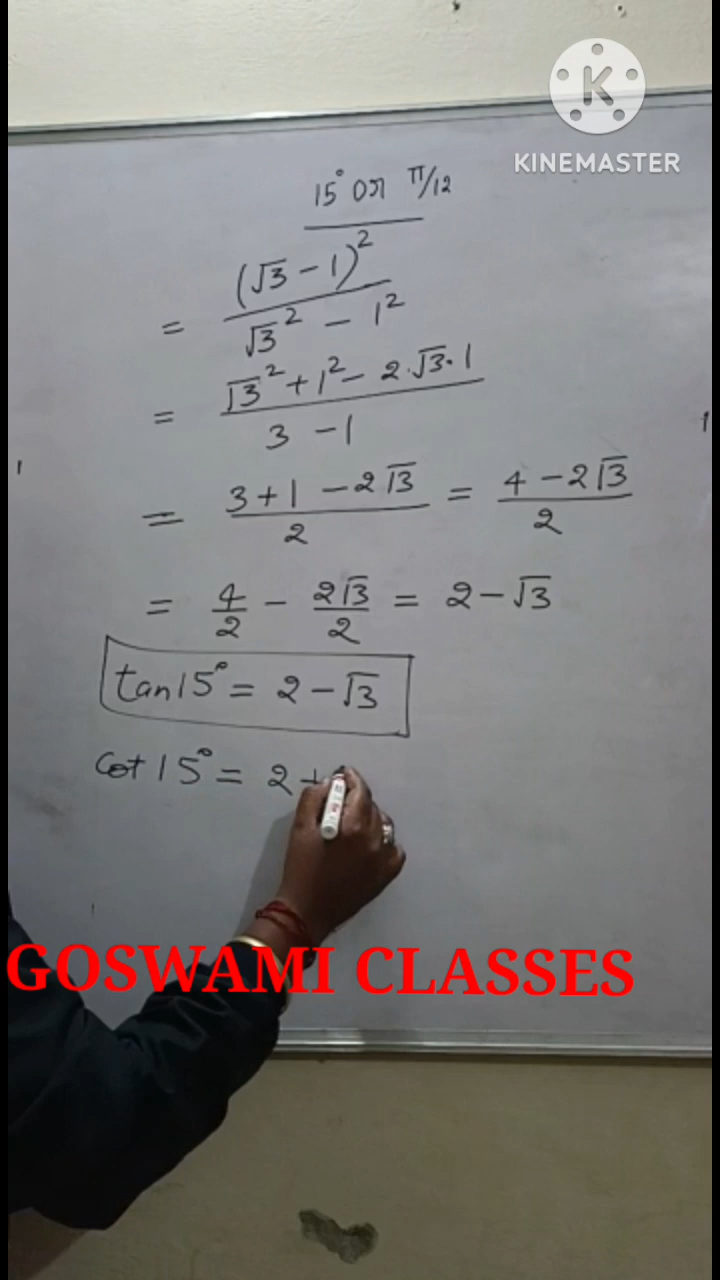 KINEMASTER
15° or π/12
= (√3 - 1)² / √3² - 1²
= √3² + 1² - 2·√3·1 / 3 - 1
= 3 + 1 - 2√3 / 2 = 4 - 2√3 / 2
= 4/2 - 2√3/2 = 2 - √3
tan15° = 2 - √3
Cot 15° = 2 +
GOSWAMI CLASSES